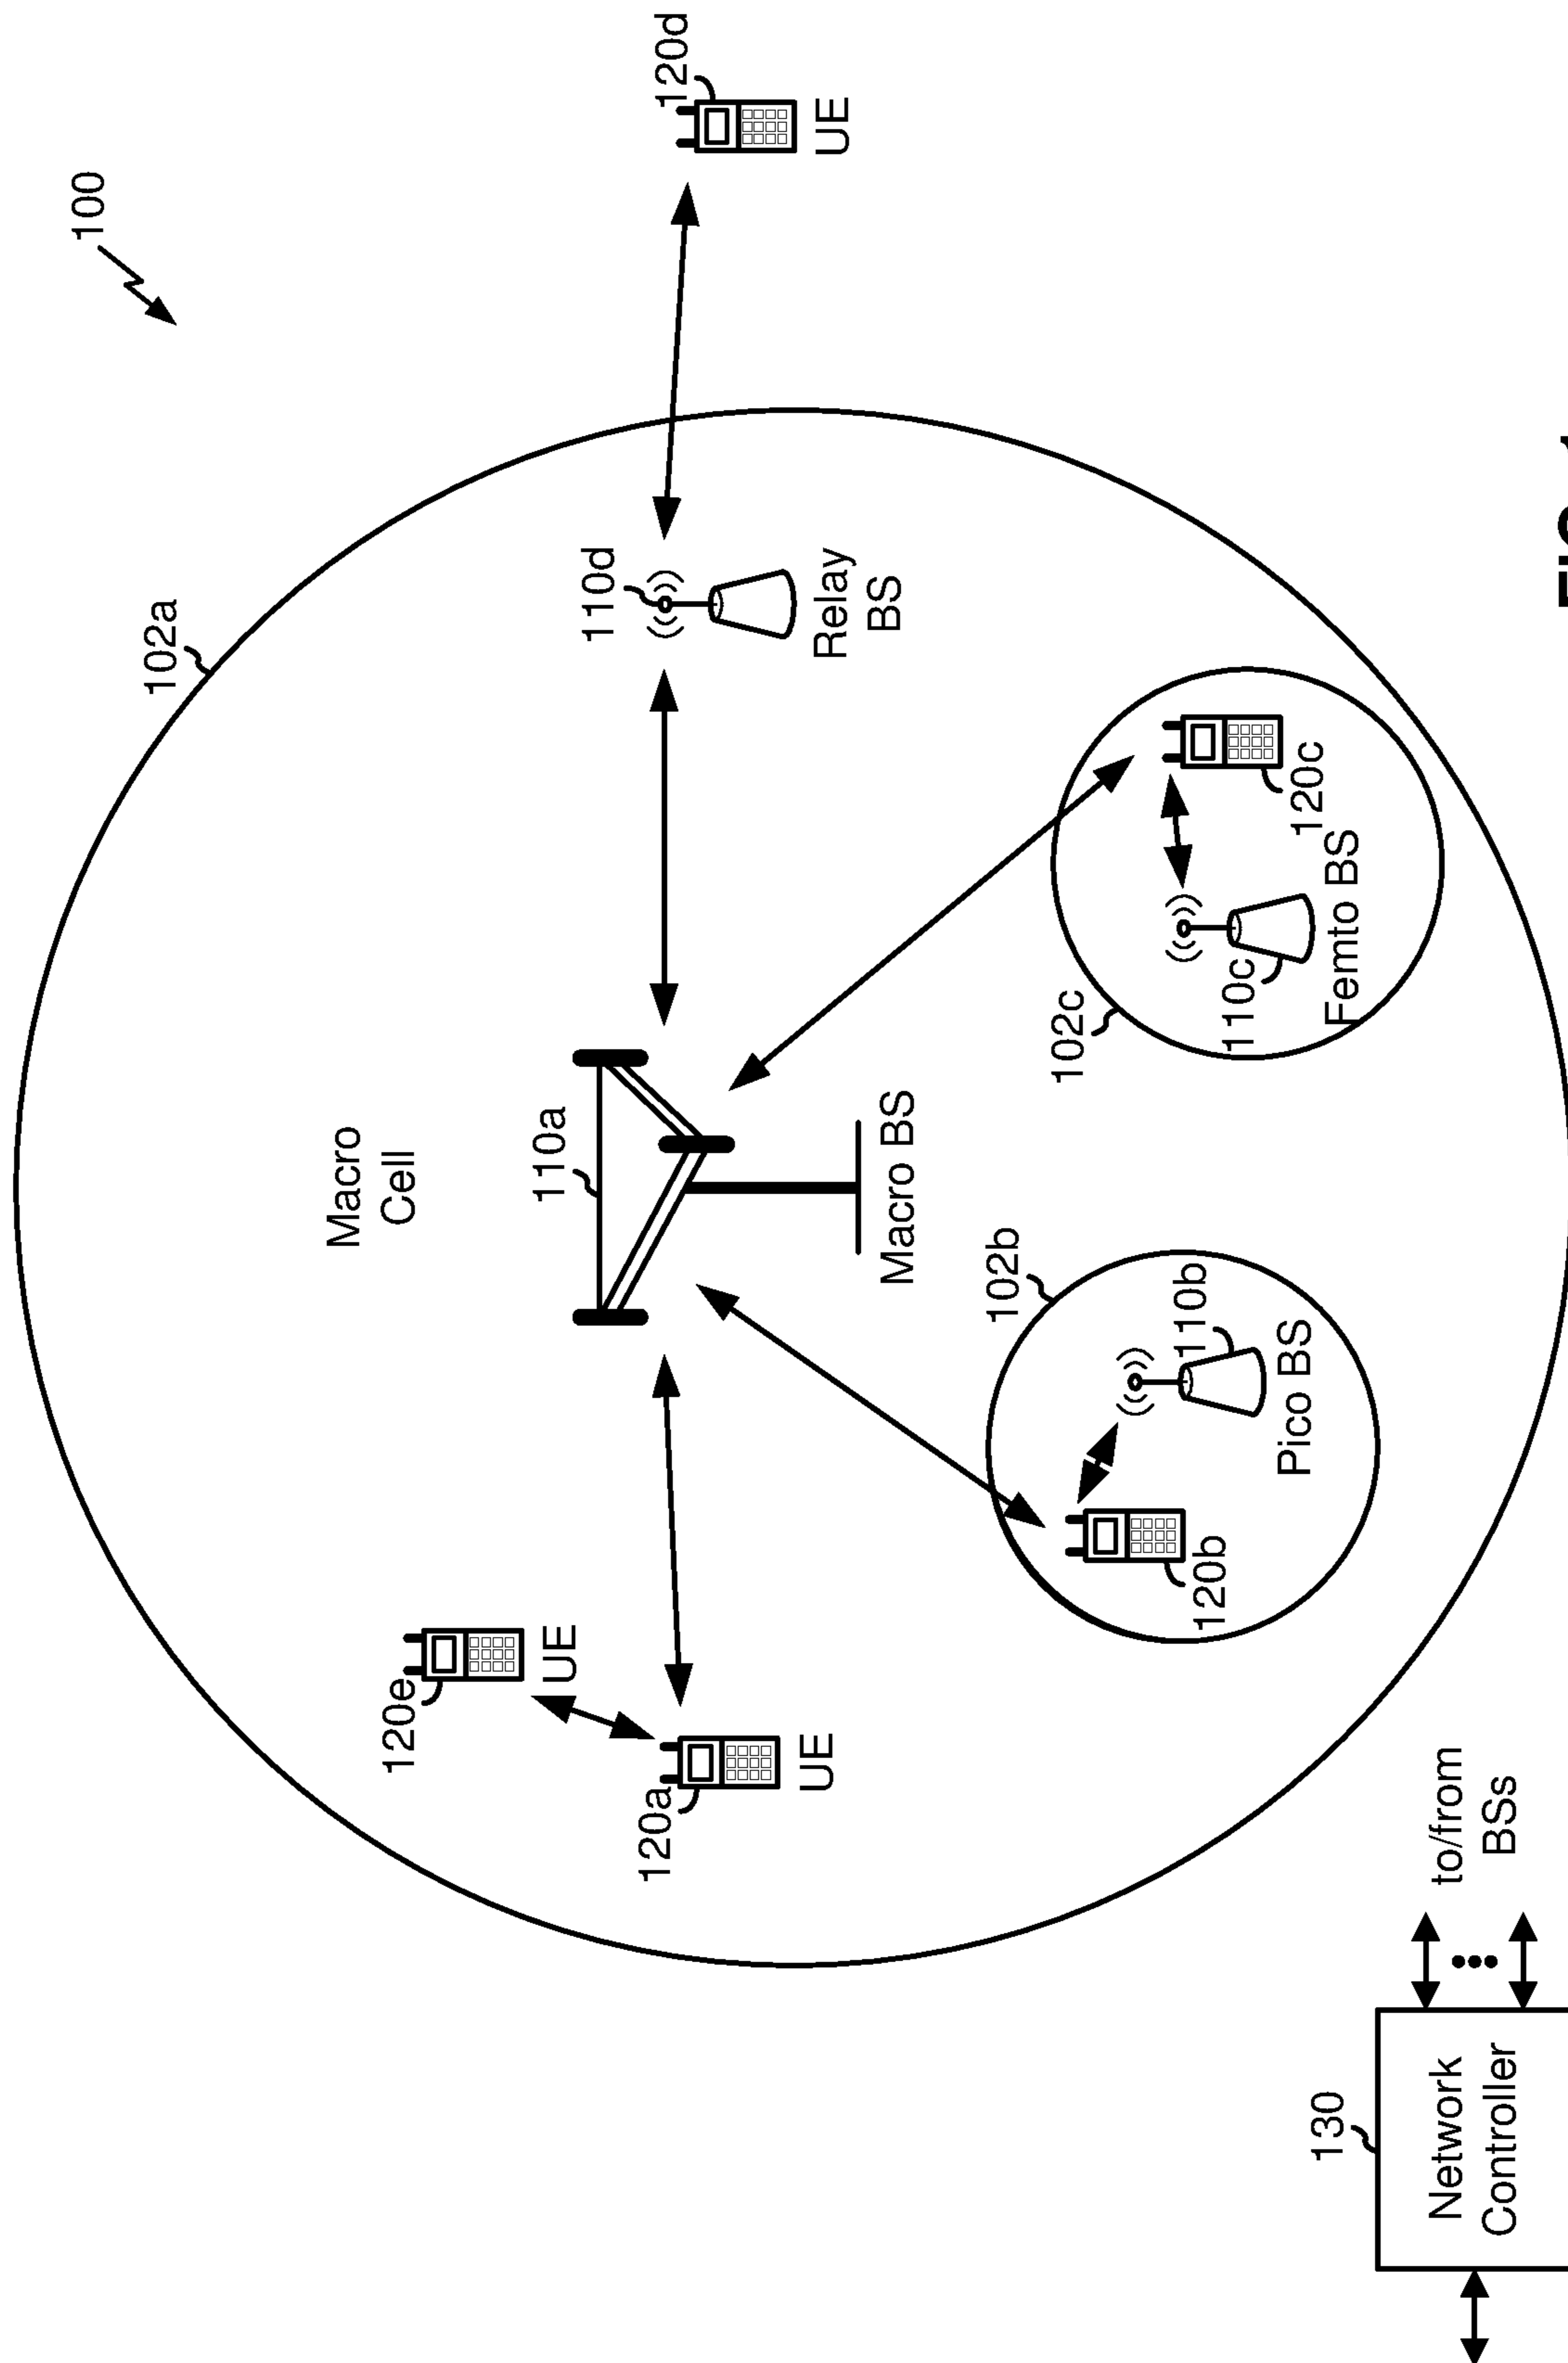 100
102a
Macro
Cell
110a
Macro BS
110d
Relay
BS
120d
UE
120e
UE
120a
UE
102b
110b
Pico BS
120b
102c
120c
110c
Femto BS
130
Network
Controller
to/from
BSs